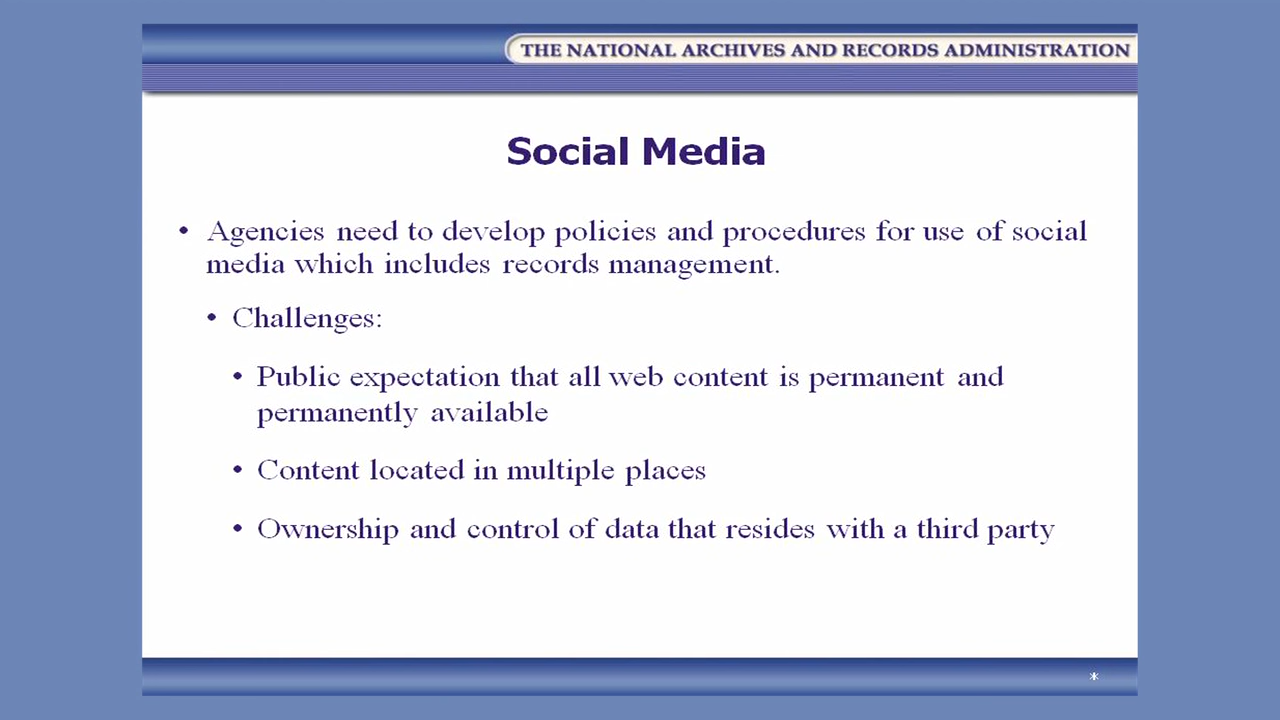 THE NATIONAL ARCHIVES AND RECORDS ADMINISTRATION
Social Media
• Agencies need to develop policies and procedures for use of social
media which includes records management.
• Challenges:
• Public expectation that all web content is permanent and
permanently available
• Content located in multiple places
• Ownership and control of data that resides with a third party
*